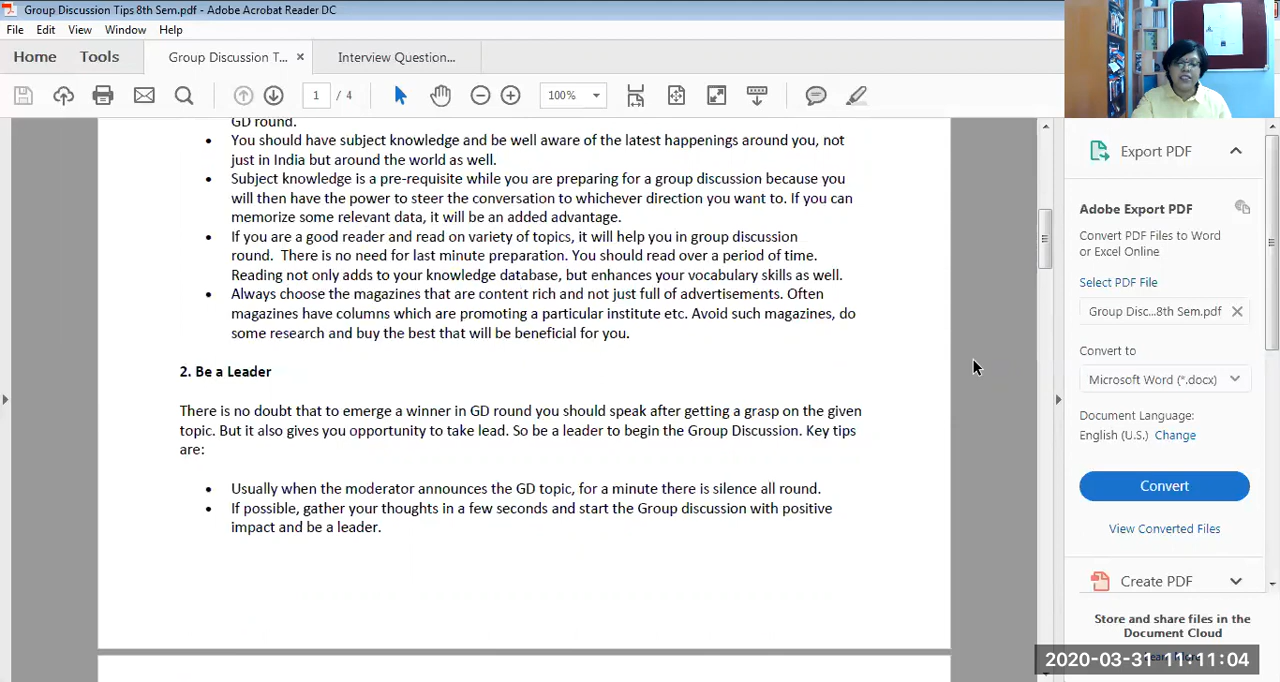 Group Discussion Tips 8th Sem.pdf - Adobe Acrobat Reader DC
File Edit View Window Help
Home Tools Group Discussion T... × Interview Question...
1 / 4 100%
GD round.
• You should have subject knowledge and be well aware of the latest happenings around you, not
just in India but around the world as well.
• Subject knowledge is a pre-requisite while you are preparing for a group discussion because you
will then have the power to steer the conversation to whichever direction you want to. If you can
memorize some relevant data, it will be an added advantage.
• If you are a good reader and read on variety of topics, it will help you in group discussion
round. There is no need for last minute preparation. You should read over a period of time.
Reading not only adds to your knowledge database, but enhances your vocabulary skills as well.
• Always choose the magazines that are content rich and not just full of advertisements. Often
magazines have columns which are promoting a particular institute etc. Avoid such magazines, do
some research and buy the best that will be beneficial for you.
2. Be a Leader
There is no doubt that to emerge a winner in GD round you should speak after getting a grasp on the given
topic. But it also gives you opportunity to take lead. So be a leader to begin the Group Discussion. Key tips
are:
• Usually when the moderator announces the GD topic, for a minute there is silence all round.
• If possible, gather your thoughts in a few seconds and start the Group discussion with positive
impact and be a leader.
Export PDF
Adobe Export PDF
Convert PDF Files to Word
or Excel Online
Select PDF File
Group Disc...8th Sem.pdf ×
Convert to
Microsoft Word (*.docx)
Document Language:
English (U.S.) Change
Convert
View Converted Files
Create PDF
Store and share files in the
Document Cloud
2020-03-31 11:11:04